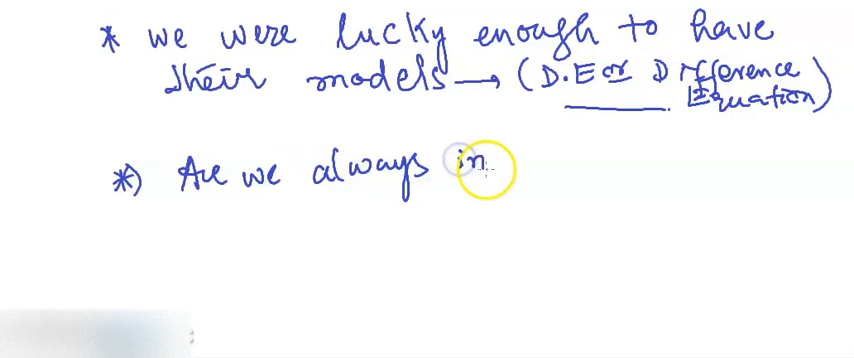 * we were lucky enough to have
their models → (D.E or Difference
Equation)
*) Are we always in